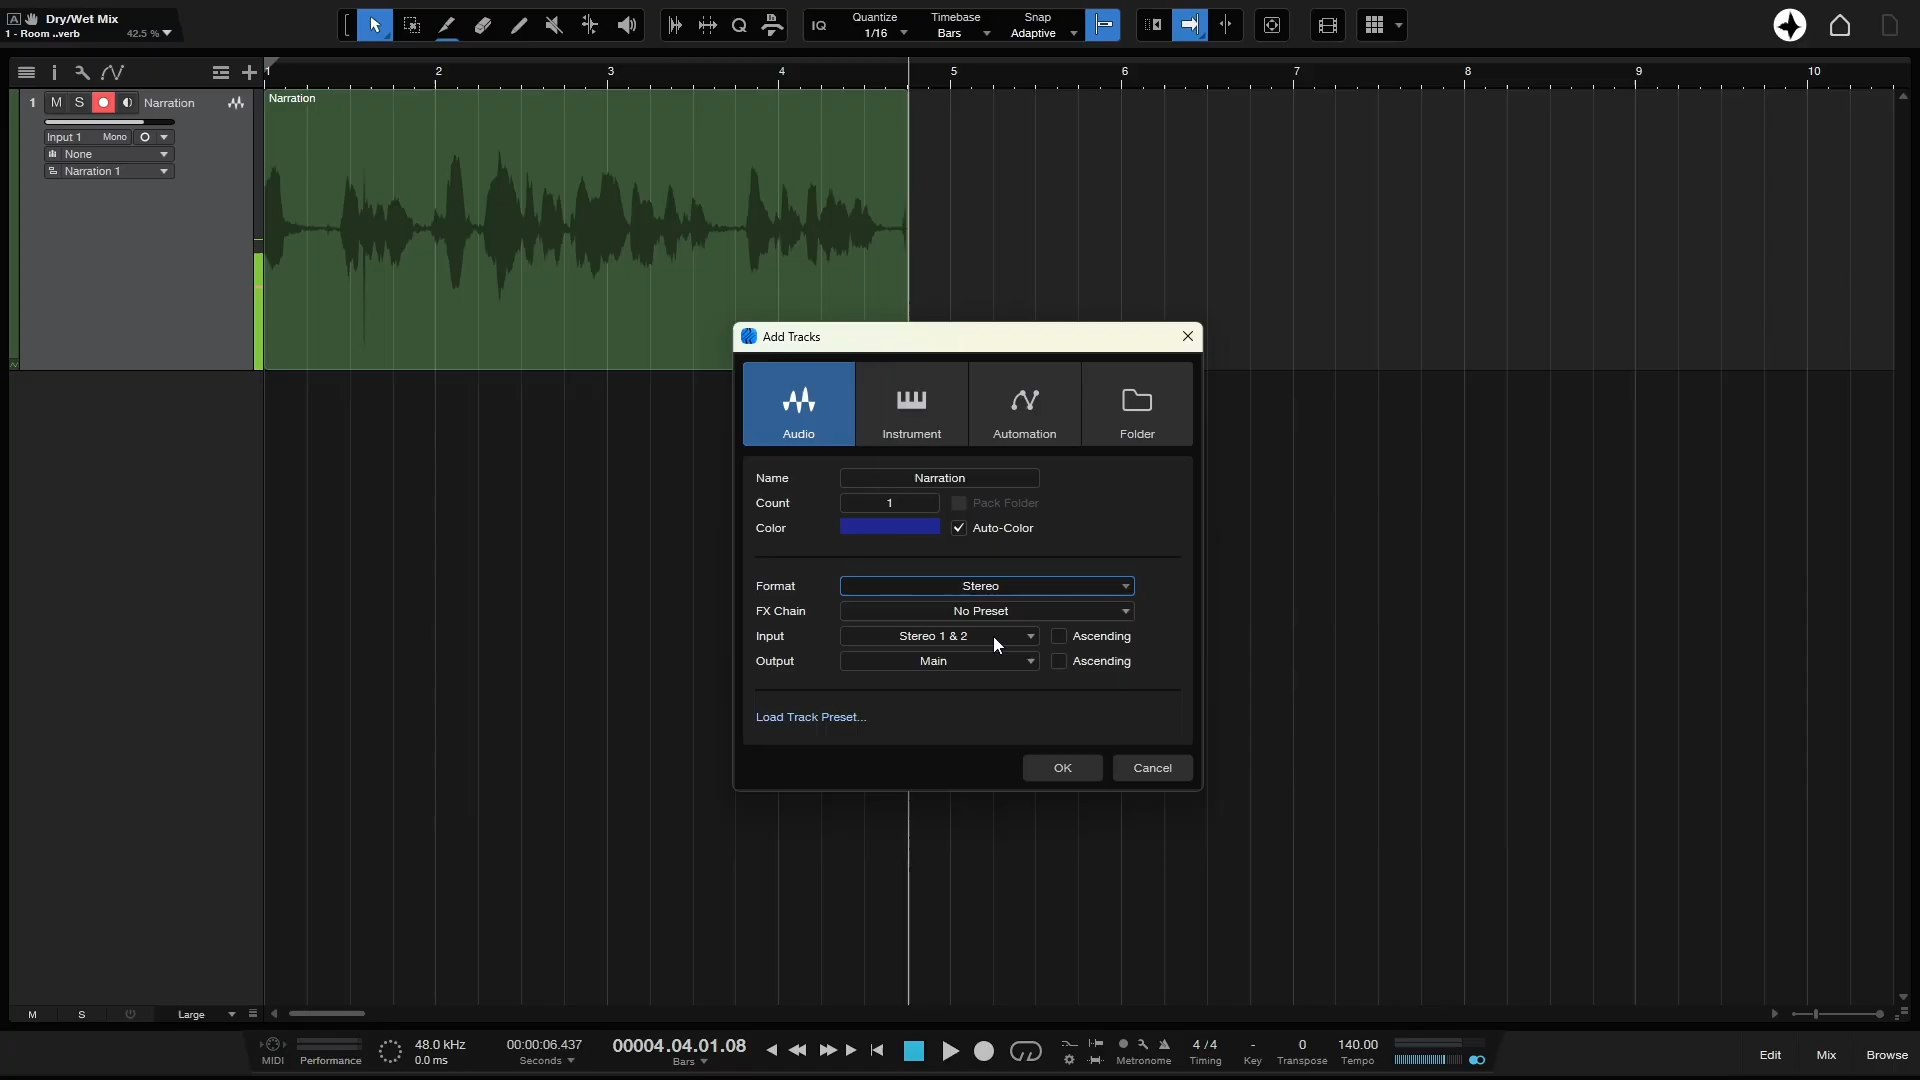 A Dry/Wet Mix
1 - Room ..verb 42.5 %
IQ
Quantize
1/16
Timebase
Bars
Snap
Adaptive
1 2 3 4 5 6 7 8 9 10
1 M S Narration
Input 1 Mono
None
Narration 1
Narration
Add Tracks
Audio Instrument Automation Folder
Name Narration
Count 1 Pack Folder
Color Auto-Color
Format Stereo
FX Chain No Preset
Input Stereo 1 & 2 Ascending
Output Main Ascending
Load Track Preset...
OK Cancel
M S Large
MIDI
Performance
48.0 kHz
0.0 ms
00:00:06.437
Seconds
00004.04.01.08
Bars
Metronome
4 / 4
Timing
-
Key
0
Transpose
140.00
Tempo
Edit Mix Browse